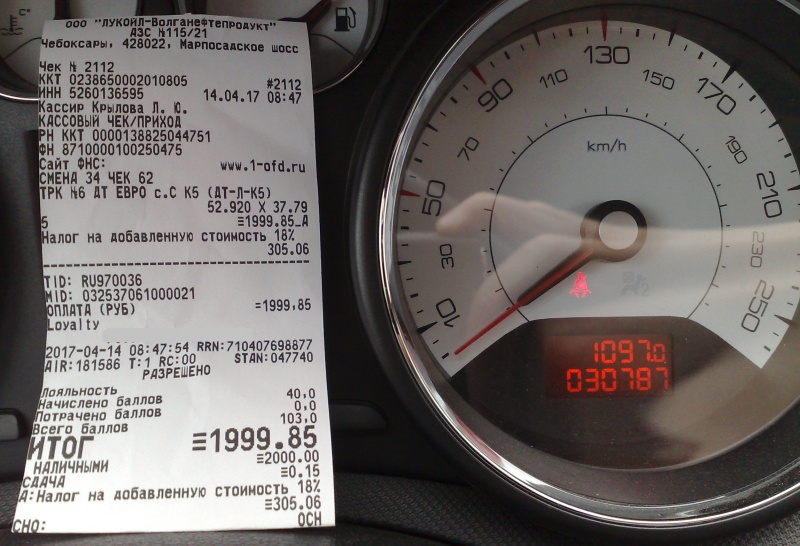 ООО "ЛУКОЙЛ-Волганефтепродукт"
АЗС №115/21
Чебоксары, 428022, Марпосадское шосс
Чек № 2112
ККТ 0238650002010805 #2112
ИНН 5260136595 14.04.17 08:47
Кассир Крылова Л. Ю.
КАССОВЫЙ ЧЕК/ПРИХОД
РН ККТ 0000138825044751
ФН 8710000100250475
Сайт ФНС: www.1-ofd.ru
СМЕНА 34 ЧЕК 62
ТРК №6 ДТ ЕВРО с.С К5 (ДТ-Л-К5)
52.920 X 37.79
5 ≡1999.85_А
Налог на добавленную стоимость 18%
305.06
TID: RU970036
MID: 032537061000021
ОПЛАТА (РУБ) =1999,85
Loyalty
2017-04-14 08:47:54 RRN:710407698877
AIR:181586 T:1 RC:00 STAN:047740
РАЗРЕШЕНО
Лояльность
Начислено баллов 40,0
Потрачено баллов 0,0
Всего баллов 103,0
ИТОГ ≡1999.85
НАЛИЧНЫМИ ≡2000.00
СДАЧА ≡0.15
А:Налог на добавленную стоимость 18%
≡305.06
СНО: ОСН
C°
10
30
50
70
90
110
130
150
170
190
210
230
250
km/h
1097.0
030787